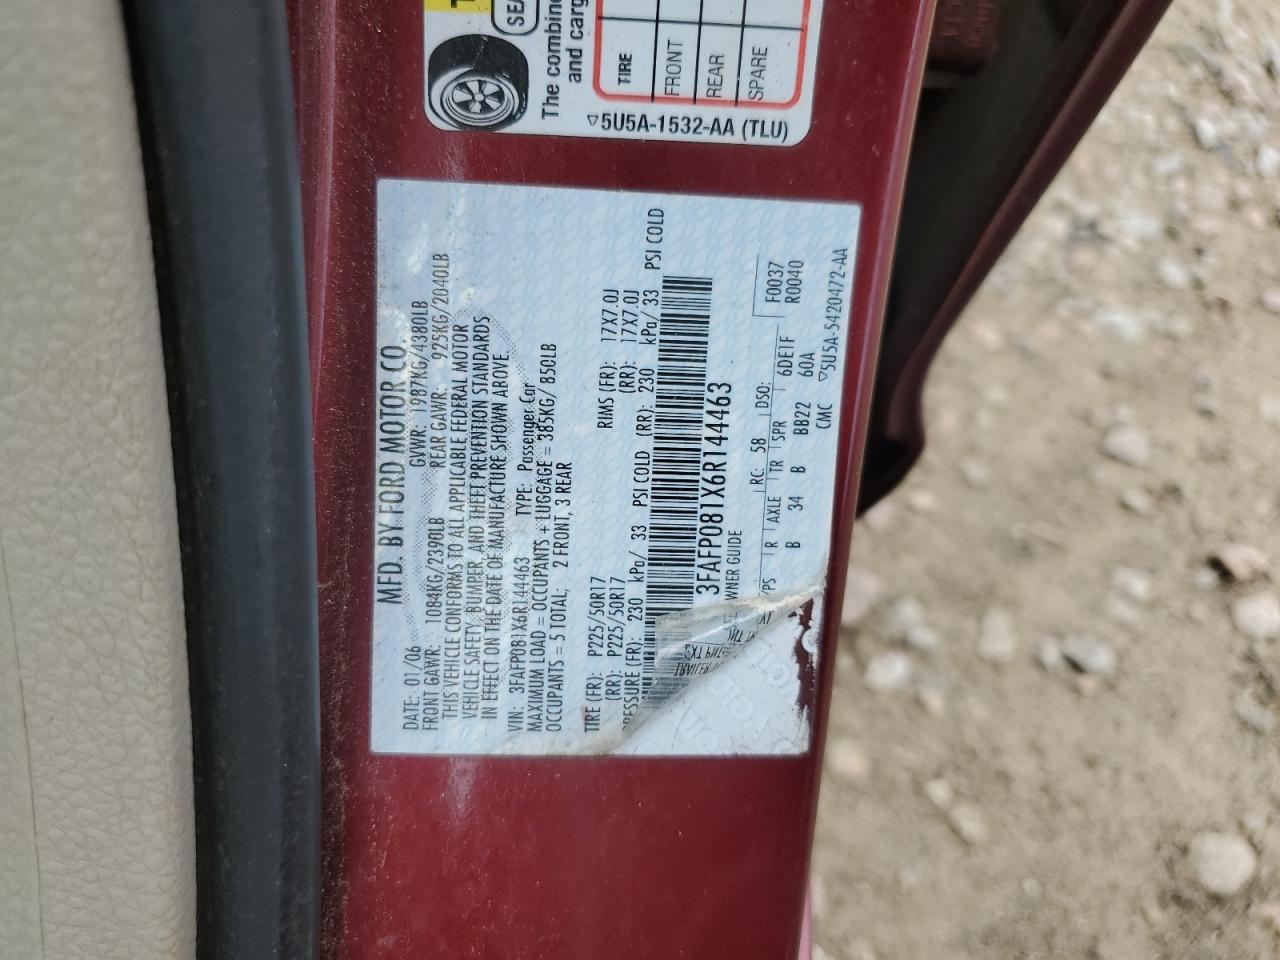 SEA
The combine
and carg
TIRE
FRONT
REAR
SPARE
▽5U5A-1532-AA (TLU)
MFD. BY FORD MOTOR CO.
DATE: 01/06 GVWR: 1987KG/4380LB
FRONT GAWR: 1084KG/2390LB REAR GAWR: 925KG/2040LB
THIS VEHICLE CONFORMS TO ALL APPLICABLE FEDERAL MOTOR
VEHICLE SAFETY, BUMPER, AND THEFT PREVENTION STANDARDS
IN EFFECT ON THE DATE OF MANUFACTURE SHOWN ABOVE.
VIN: 3FAFP081X6R144463 TYPE: Passenger Car
MAXIMUM LOAD = OCCUPANTS + LUGGAGE = 385KG/ 850LB
OCCUPANTS = 5 TOTAL; 2 FRONT, 3 REAR
TIRE (FR): P225/50R17 RIMS (FR): 17X7.0J
(RR): P225/50R17 (RR): 17X7.0J
PRESSURE (FR): 230 kPa/ 33 PSI COLD (RR): 230 kPa/ 33 PSI COLD
3FAFP081X6R144463
WNER GUIDE
F0037
RC: 58 DSO: R0040
/PS R AXLE TR SPR 6DE1F
B 34 B BB22 60A
CMC ▽5U5A-5420472-AA